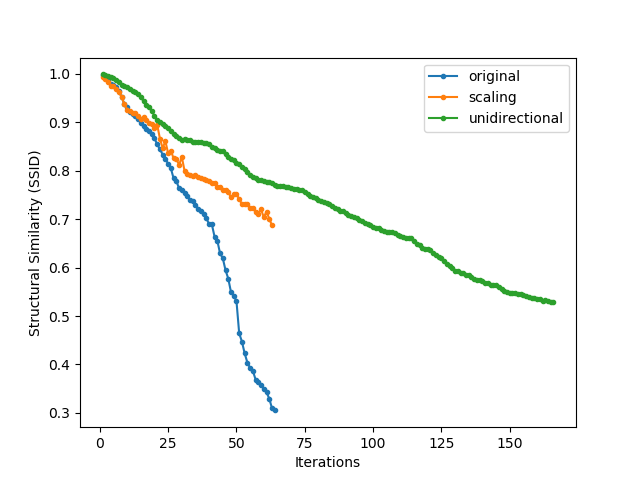 original
scaling
unidirectional
1.0
0.9
0.8
0.7
0.6
0.5
0.4
0.3
Structural Similarity (SSID)
0 25 50 75 100 125 150
Iterations